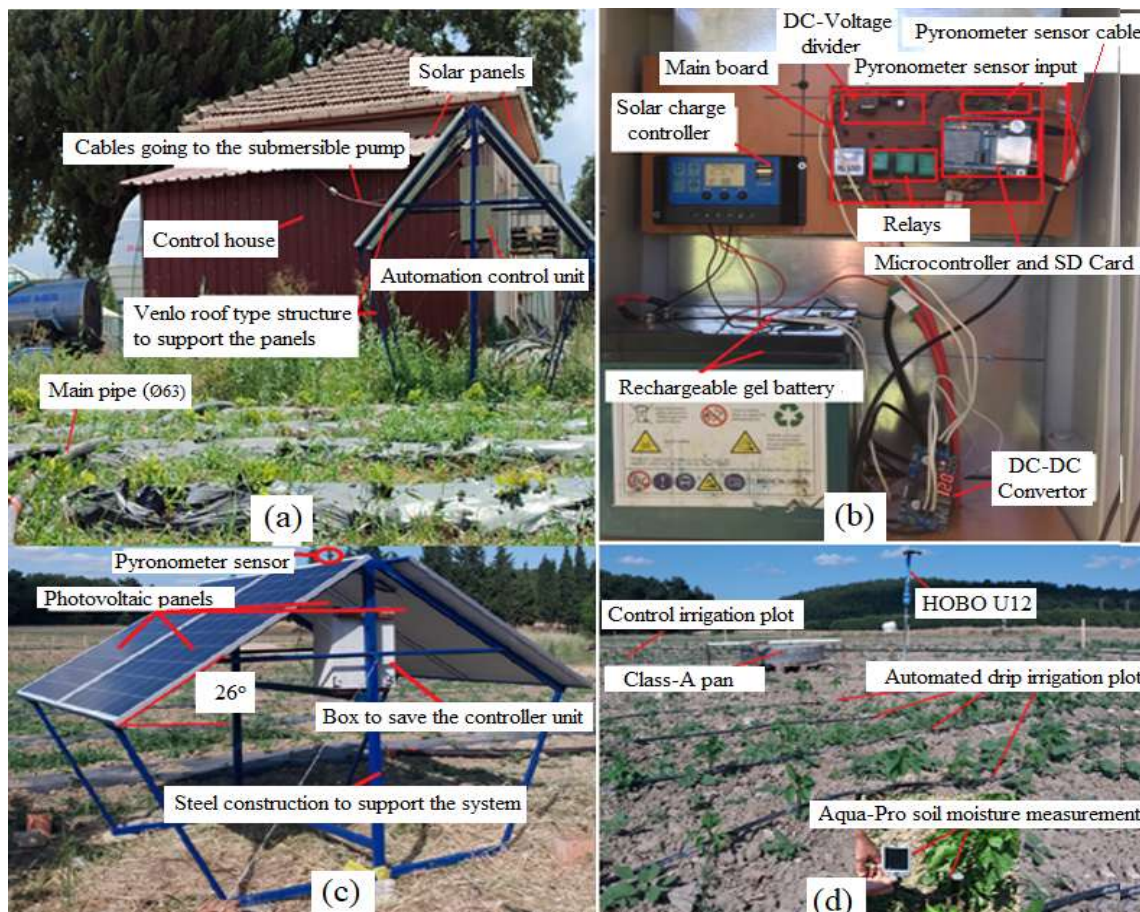 Solar panels
Cables going to the submersible pump
Control house
Automation control unit
Venlo roof type structure
to support the panels
Main pipe (Ø63)
(a)
DC-Voltage
divider
Pyronometer sensor cable
Main board
Pyronometer sensor input
Solar charge
controller
Relays
Microcontroller and SD Card
Rechargeable gel battery
DC-DC
Convertor
(b)
Pyronometer sensor
Photovoltaic panels
26°
Box to save the controller unit
Steel construction to support the system
(c)
HOBO U12
Control irrigation plot
Class-A pan
Automated drip irrigation plot
Aqua-Pro soil moisture measurement
(d)